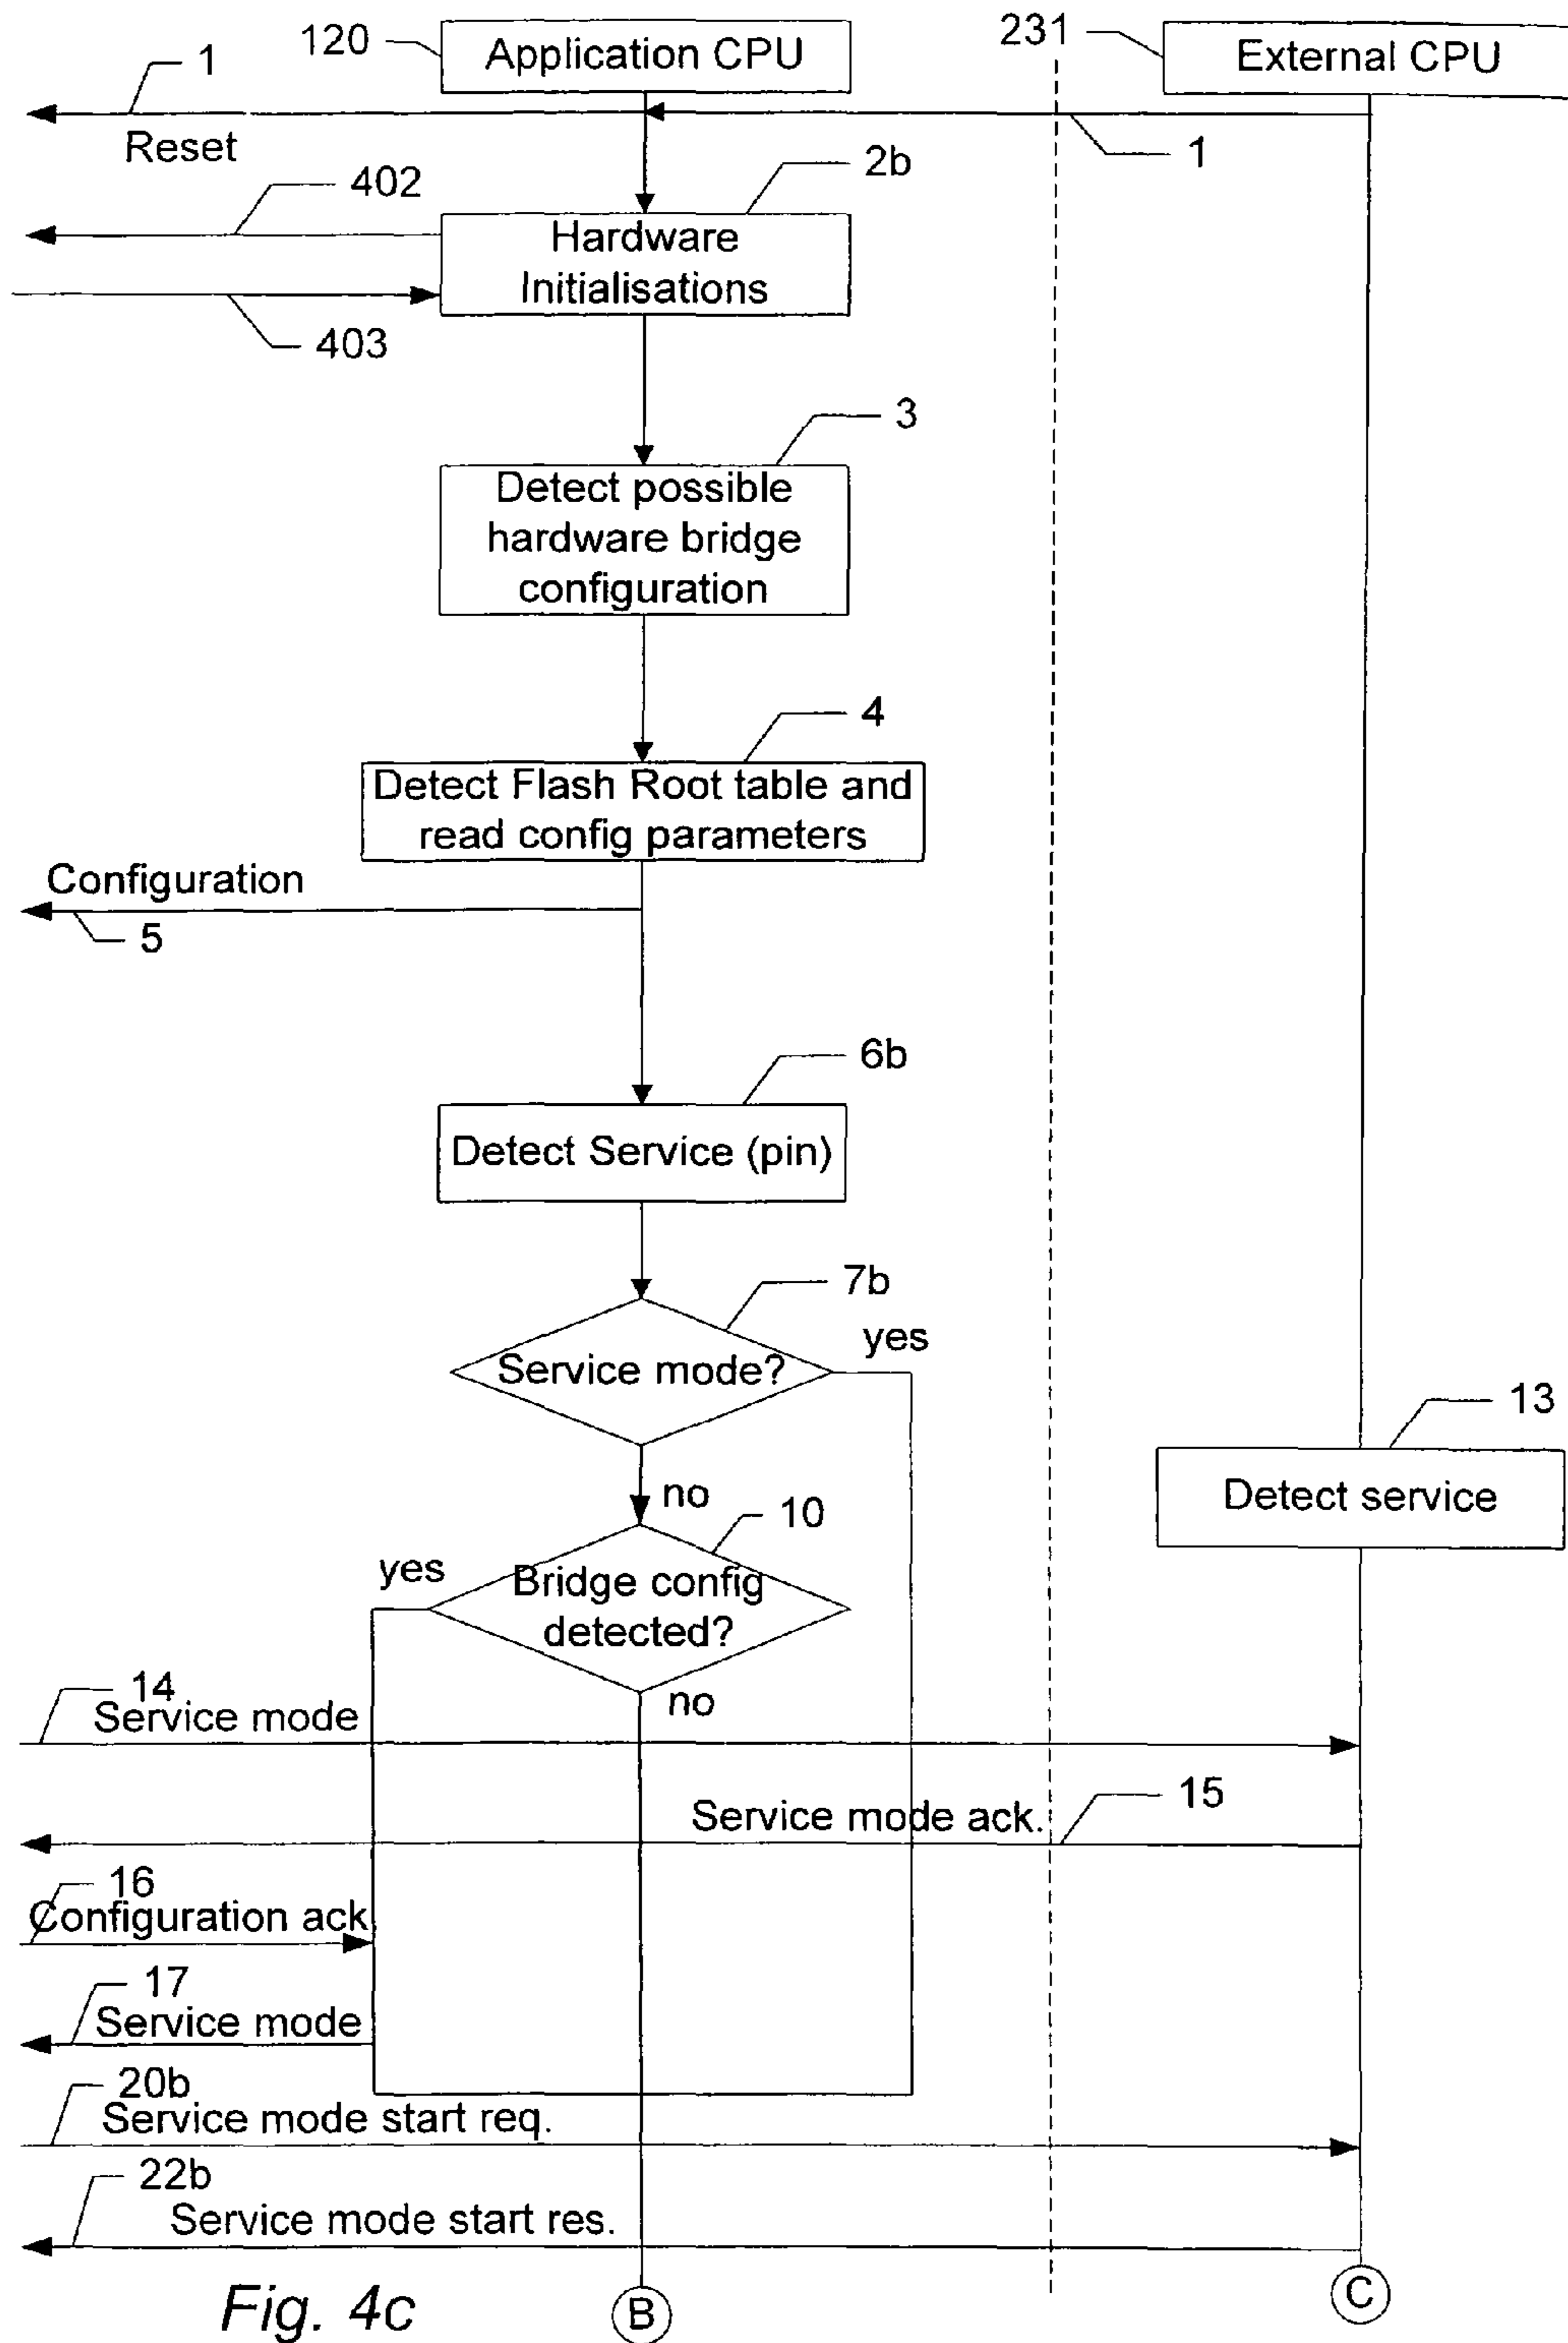 120
Application CPU
231
External CPU
1
Reset
1
2b
402
Hardware
Initialisations
403
3
Detect possible
hardware bridge
configuration
4
Detect Flash Root table and
read config parameters
Configuration
5
6b
Detect Service (pin)
7b
yes
Service mode?
13
no
Detect service
10
yes
Bridge config
detected?
14
no
Service mode
15
Service mode ack.
16
Configuration ack
17
Service mode
20b
Service mode start req.
22b
Service mode start res.
Fig. 4c
B
C